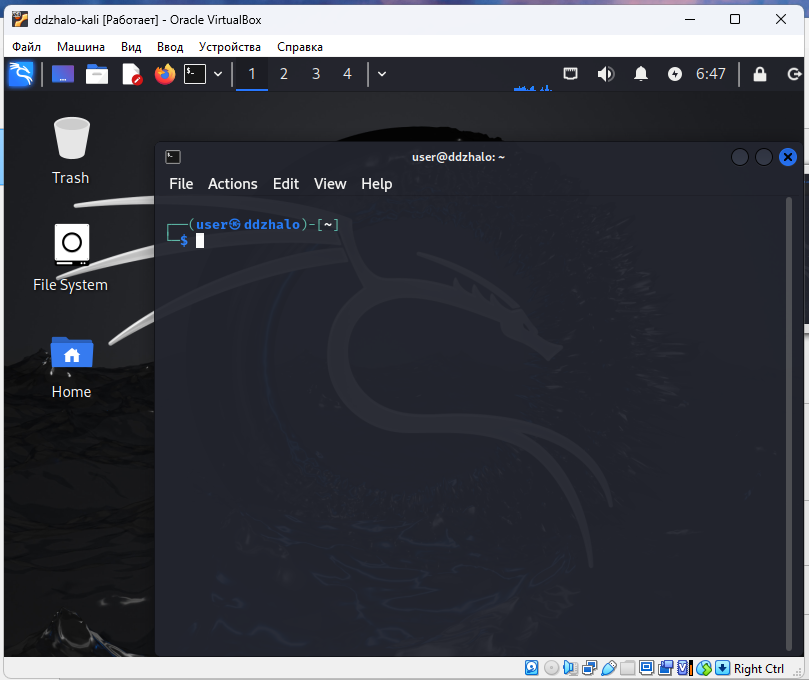 ddzhalo-kali [Работает] - Oracle VirtualBox
Файл Машина Вид Ввод Устройства Справка
1 2 3 4 6:47
Trash
File System
Home
user@ddzhalo: ~
File Actions Edit View Help
┌──(user㉿ddzhalo)-[~]
└─$
Right Ctrl